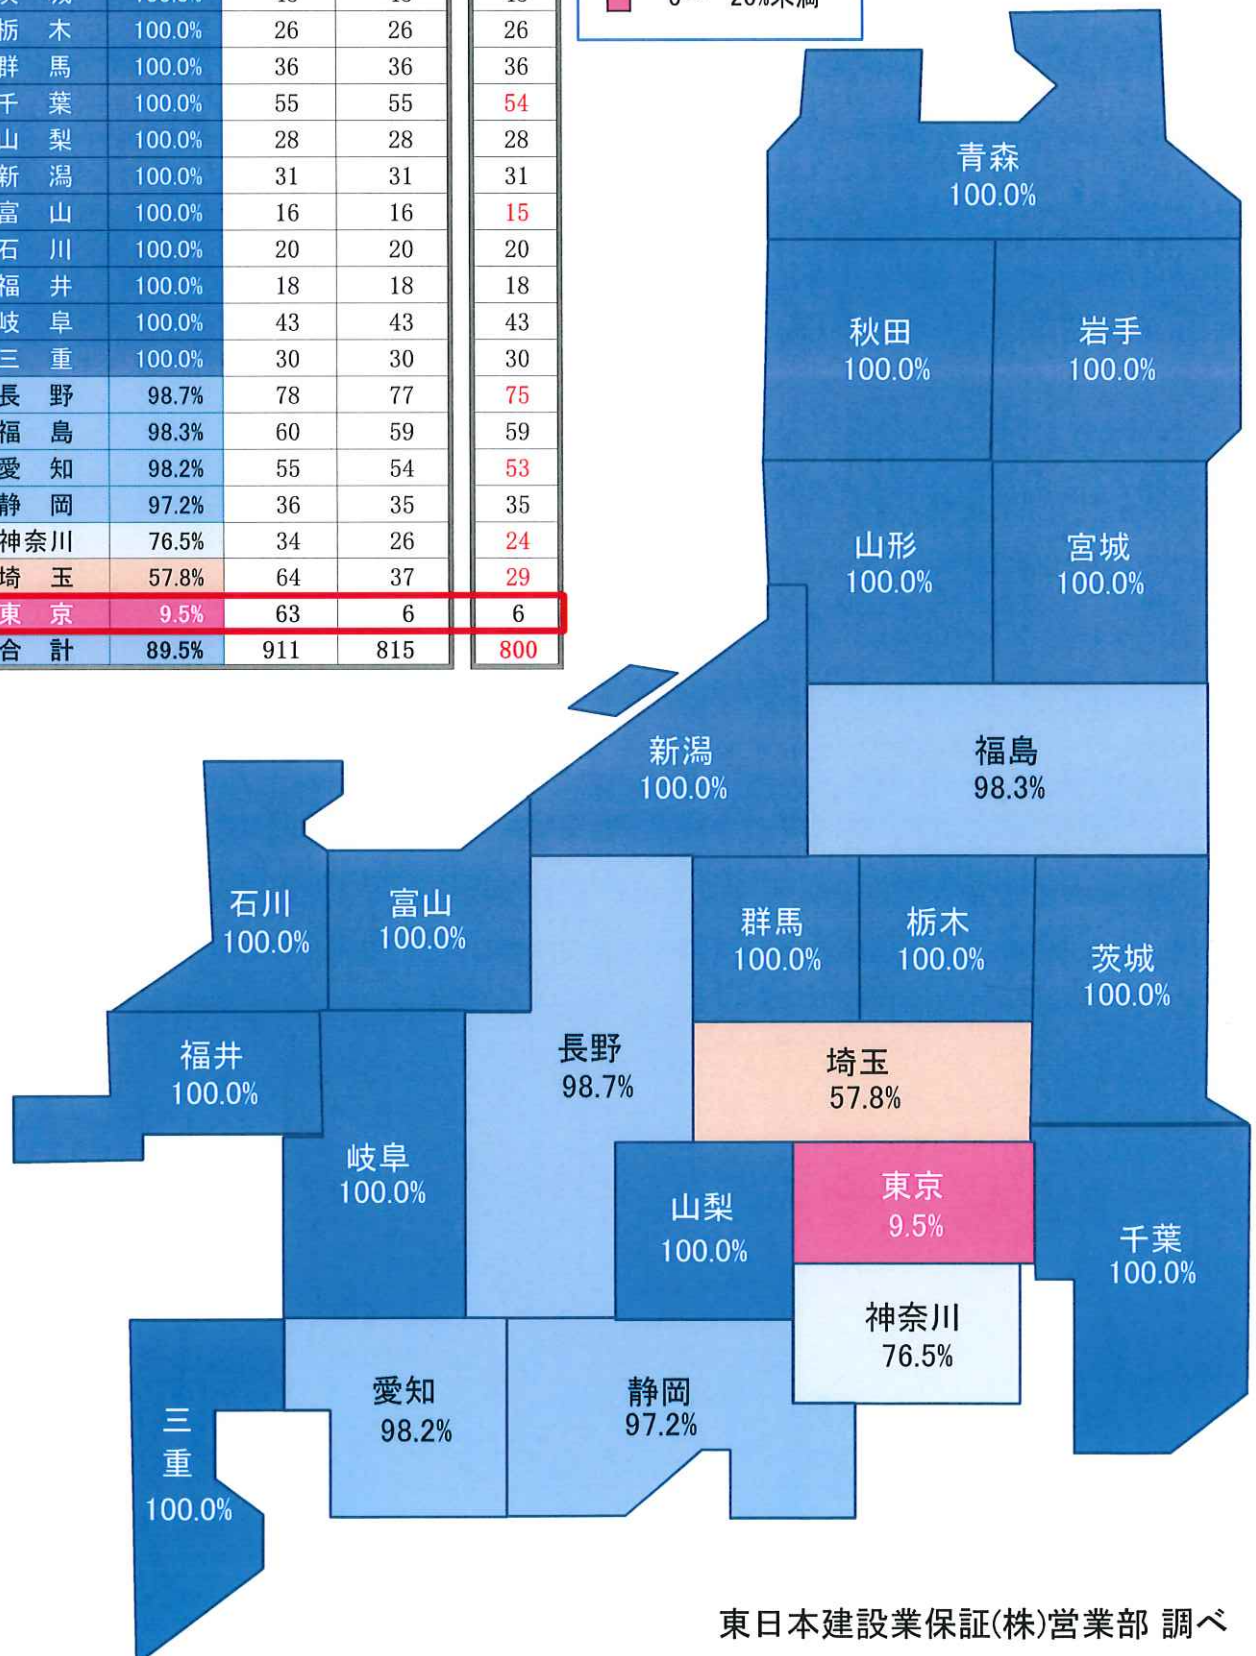 栃 木 100.0% 26 26 26
群 馬 100.0% 36 36 36
千 葉 100.0% 55 55 54
山 梨 100.0% 28 28 28
新 潟 100.0% 31 31 31
富 山 100.0% 16 16 15
石 川 100.0% 20 20 20
福 井 100.0% 18 18 18
岐 阜 100.0% 43 43 43
三 重 100.0% 30 30 30
長 野 98.7% 78 77 75
福 島 98.3% 60 59 59
愛 知 98.2% 55 54 53
静 岡 97.2% 36 35 35
神奈川 76.5% 34 26 24
埼 玉 57.8% 64 37 29
東 京 9.5% 63 6 6
合 計 89.5% 911 815 800
青森
100.0%
秋田
100.0%
岩手
100.0%
山形
100.0%
宮城
100.0%
新潟
100.0%
福島
98.3%
石川
100.0%
富山
100.0%
群馬
100.0%
栃木
100.0%
茨城
100.0%
福井
100.0%
長野
98.7%
埼玉
57.8%
岐阜
100.0%
山梨
100.0%
東京
9.5%
千葉
100.0%
神奈川
76.5%
愛知
98.2%
静岡
97.2%
三
重
100.0%
東日本建設業保証(株)営業部 調べ